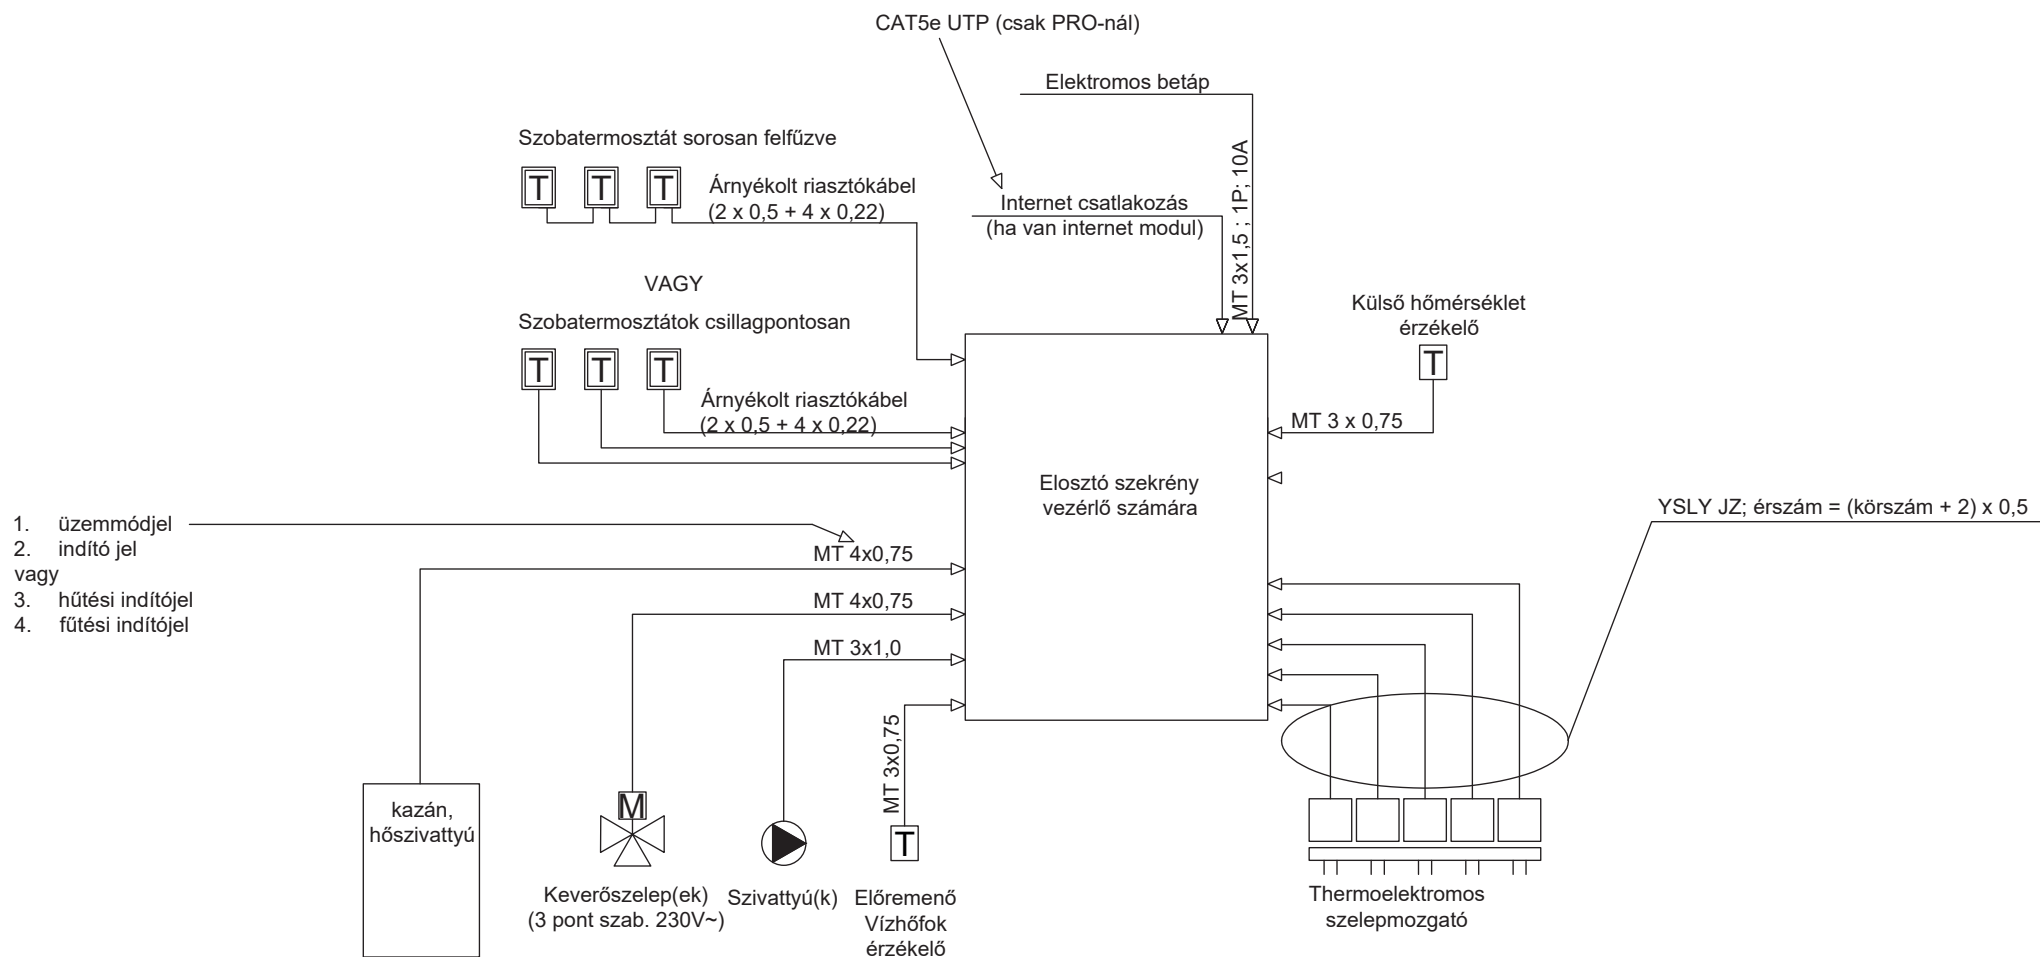 CAT5e UTP (csak PRO-nál)
Elektromos betáp
MT 3x1,5 ; 1P; 10A
Internet csatlakozás
(ha van internet modul)
Szobatermosztát sorosan felfűzve
T
T
T
Árnyékolt riasztókábel
(2 x 0,5 + 4 x 0,22)
VAGY
Szobatermosztátok csillagpontosan
T
T
T
Árnyékolt riasztókábel
(2 x 0,5 + 4 x 0,22)
Külső hőmérséklet
érzékelő
T
MT 3 x 0,75
Elosztó szekrény
vezérlő számára
YSLY JZ; érszám = (körszám + 2) x 0,5
1. üzemmódjel
2. indító jel
vagy
3. hűtési indítójel
4. fűtési indítójel
MT 4x0,75
MT 4x0,75
MT 3x1,0
MT 3x0,75
kazán,
hőszivattyú
M
Keverőszelep(ek)
(3 pont szab. 230V~)
Szivattyú(k)
T
Előremenő
Vízhőfok
érzékelő
Thermoelektromos
szelepmozgató